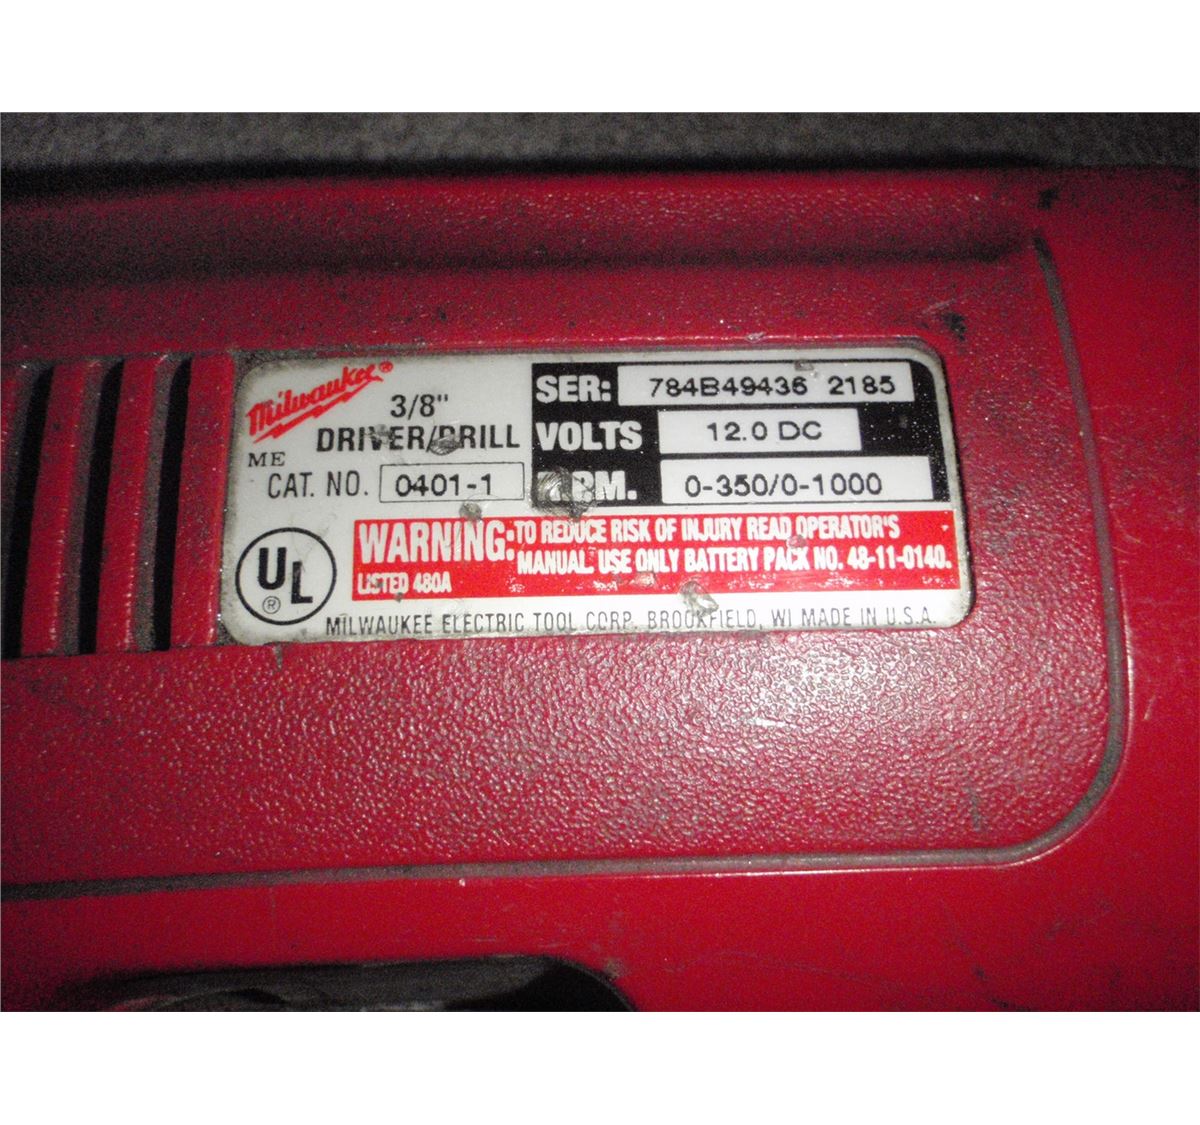 Milwaukee®
3/8"
DRIVER/DRILL
ME
CAT. NO. 0401-1
SER: 784B49436 2185
VOLTS 12.0 DC
RPM. 0-350/0-1000
UL
®
WARNING: TO REDUCE RISK OF INJURY READ OPERATOR'S
MANUAL. USE ONLY BATTERY PACK NO. 48-11-0140.
LISTED 480A
MILWAUKEE ELECTRIC TOOL CORP. BROOKFIELD, WI MADE IN U.S.A.